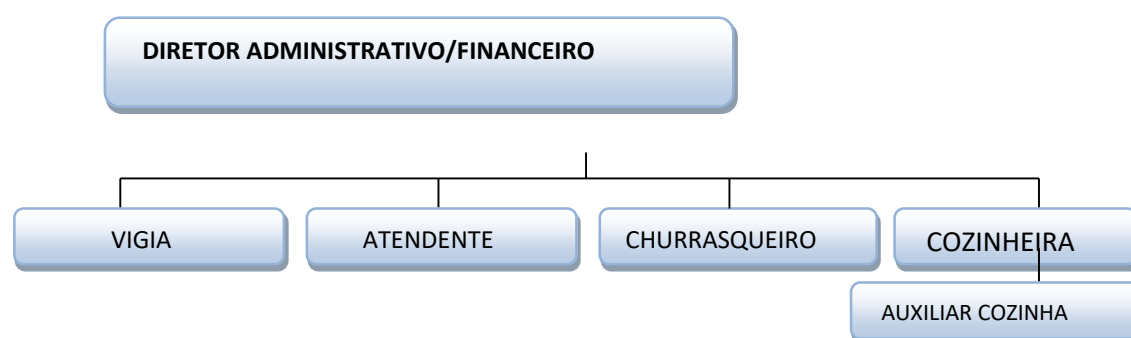 DIRETOR ADMINISTRATIVO/FINANCEIRO
VIGIA
ATENDENTE
CHURRASQUEIRO
COZINHEIRA
AUXILIAR COZINHA